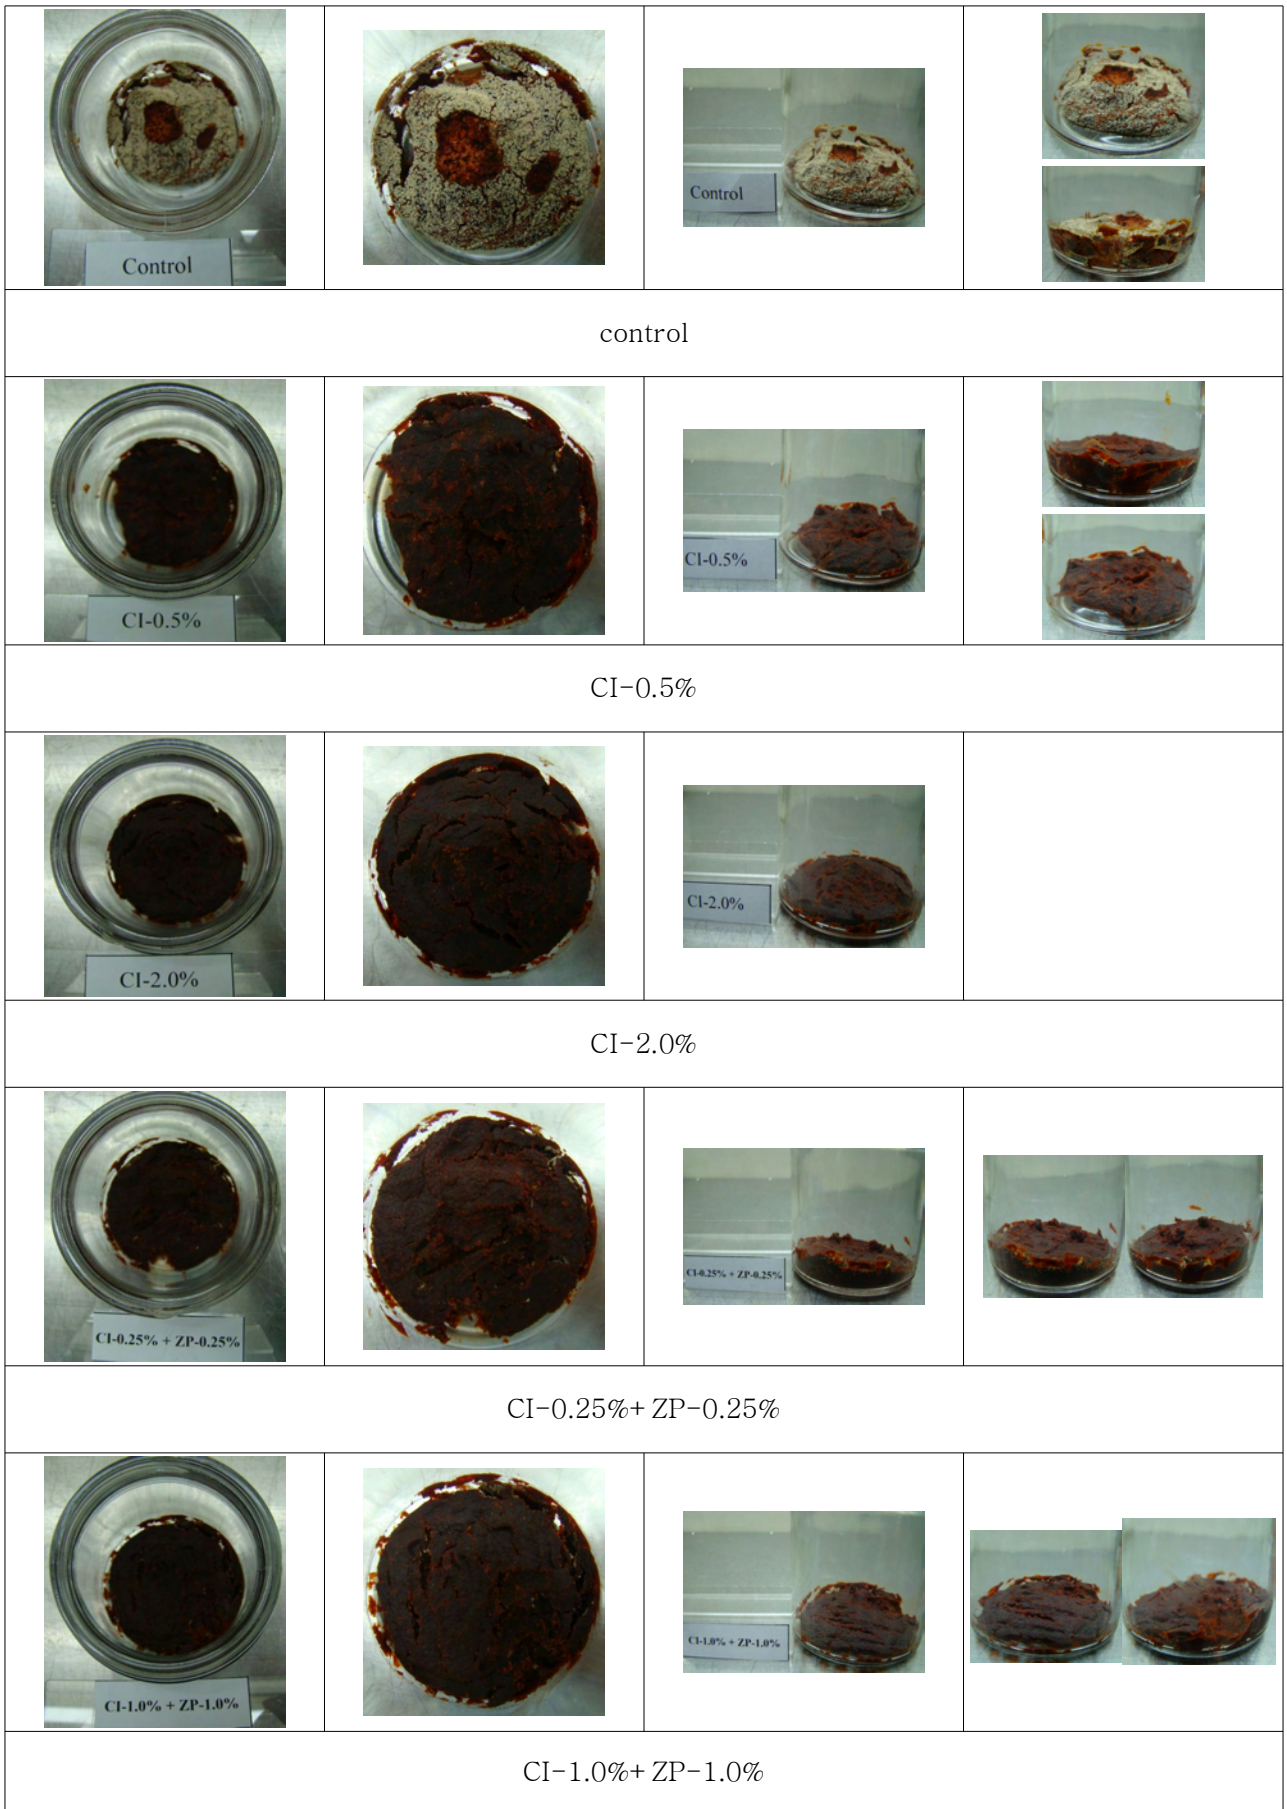 Control
Control
control
CI-0.5%
CI-0.5%
CI-0.5%
CI-2.0%
CI-2.0%
CI-2.0%
CI-0.25% + ZP-0.25%
CI-0.25% + ZP-0.25%
CI-0.25%+ ZP-0.25%
CI-1.0% + ZP-1.0%
CI-1.0% + ZP-1.0%
CI-1.0%+ ZP-1.0%